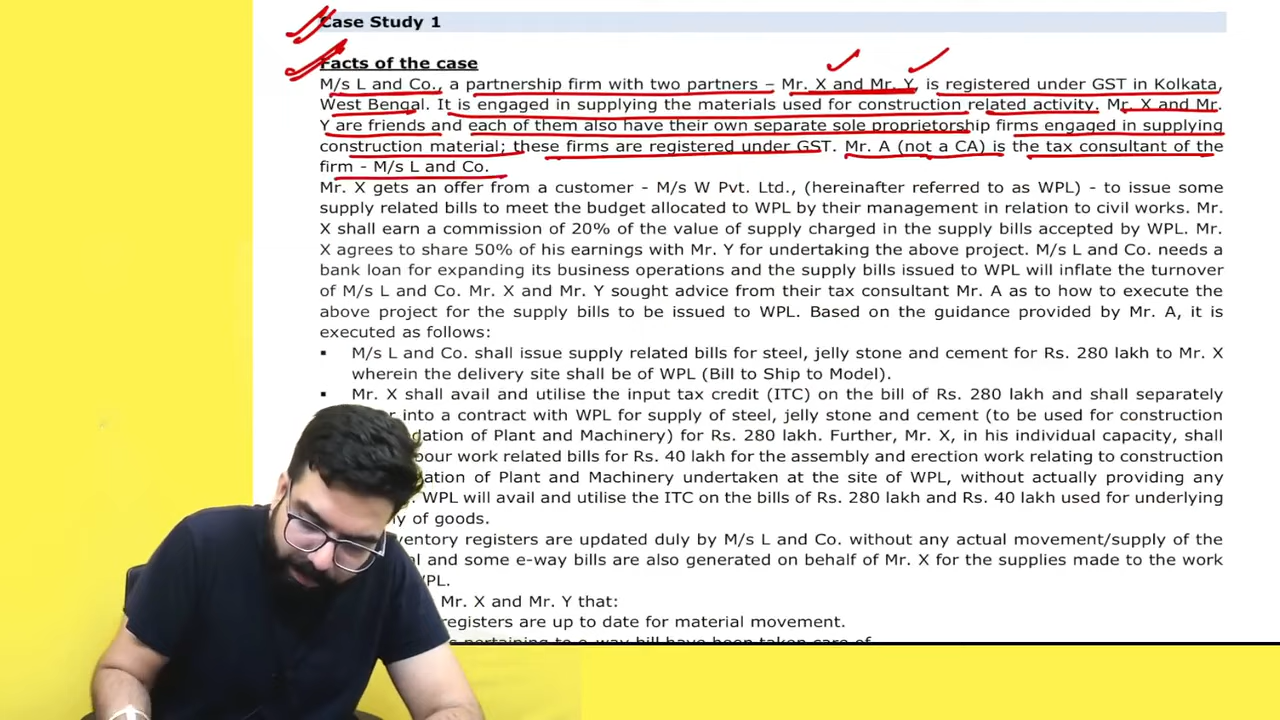 Case Study 1
Facts of the case
M/s L and Co., a partnership firm with two partners – Mr. X and Mr. Y, is registered under GST in Kolkata,
West Bengal. It is engaged in supplying the materials used for construction related activity. Mr. X and Mr.
Y are friends and each of them also have their own separate sole proprietorship firms engaged in supplying
construction material; these firms are registered under GST. Mr. A (not a CA) is the tax consultant of the
firm - M/s L and Co.
Mr. X gets an offer from a customer - M/s W Pvt. Ltd., (hereinafter referred to as WPL) - to issue some
supply related bills to meet the budget allocated to WPL by their management in relation to civil works. Mr.
X shall earn a commission of 20% of the value of supply charged in the supply bills accepted by WPL. Mr.
X agrees to share 50% of his earnings with Mr. Y for undertaking the above project. M/s L and Co. needs a
bank loan for expanding its business operations and the supply bills issued to WPL will inflate the turnover
of M/s L and Co. Mr. X and Mr. Y sought advice from their tax consultant Mr. A as to how to execute the
above project for the supply bills to be issued to WPL. Based on the guidance provided by Mr. A, it is
executed as follows:
▪ M/s L and Co. shall issue supply related bills for steel, jelly stone and cement for Rs. 280 lakh to Mr. X
wherein the delivery site shall be of WPL (Bill to Ship to Model).
▪ Mr. X shall avail and utilise the input tax credit (ITC) on the bill of Rs. 280 lakh and shall separately
into a contract with WPL for supply of steel, jelly stone and cement (to be used for construction
of Plant and Machinery) for Rs. 280 lakh. Further, Mr. X, in his individual capacity, shall
work related bills for Rs. 40 lakh for the assembly and erection work relating to construction
of Plant and Machinery undertaken at the site of WPL, without actually providing any
WPL will avail and utilise the ITC on the bills of Rs. 280 lakh and Rs. 40 lakh used for underlying
of goods.
registers are updated duly by M/s L and Co. without any actual movement/supply of the
and some e-way bills are also generated on behalf of Mr. X for the supplies made to the work
WPL.
Mr. X and Mr. Y that:
registers are up to date for material movement.
pertaining to e-way bill have been taken care of